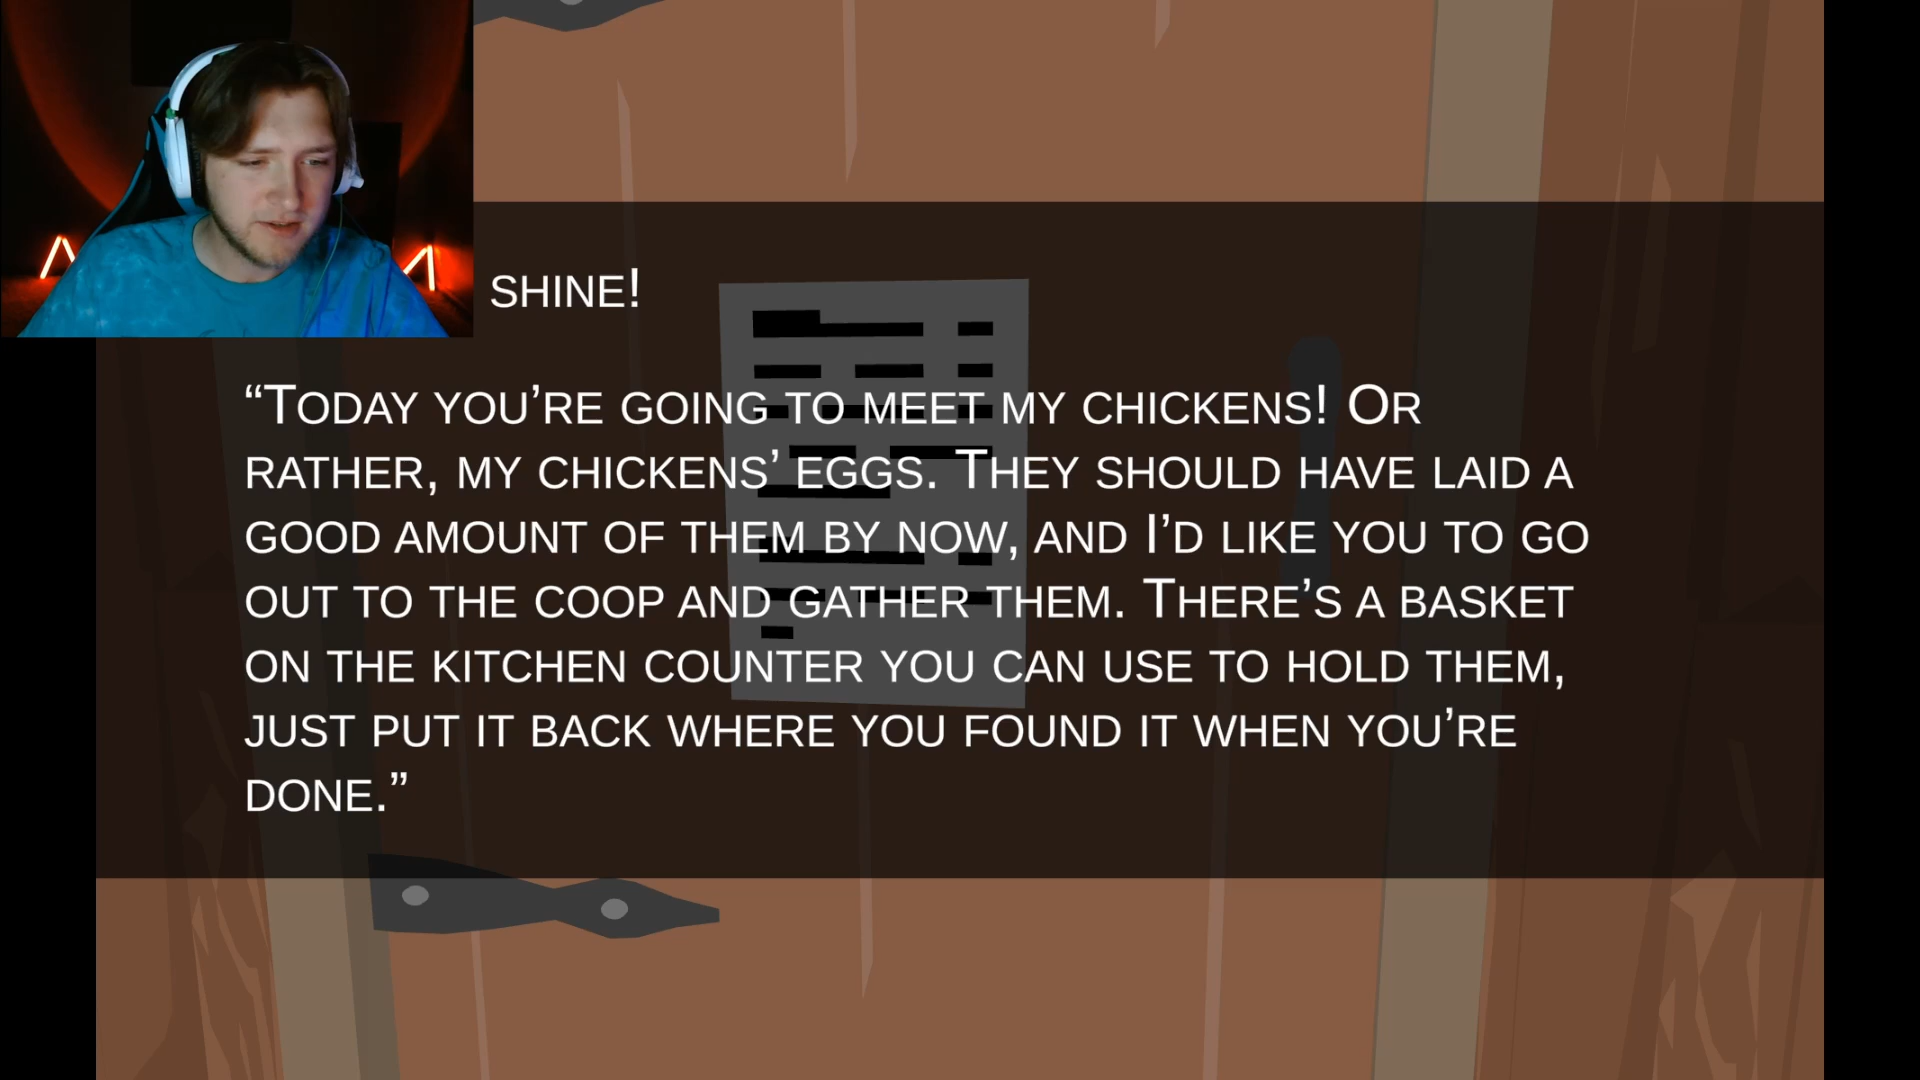 SHINE!
“TODAY YOU’RE GOING TO MEET MY CHICKENS! OR
RATHER, MY CHICKENS’ EGGS. THEY SHOULD HAVE LAID A
GOOD AMOUNT OF THEM BY NOW, AND I’D LIKE YOU TO GO
OUT TO THE COOP AND GATHER THEM. THERE’S A BASKET
ON THE KITCHEN COUNTER YOU CAN USE TO HOLD THEM,
JUST PUT IT BACK WHERE YOU FOUND IT WHEN YOU’RE
DONE.”